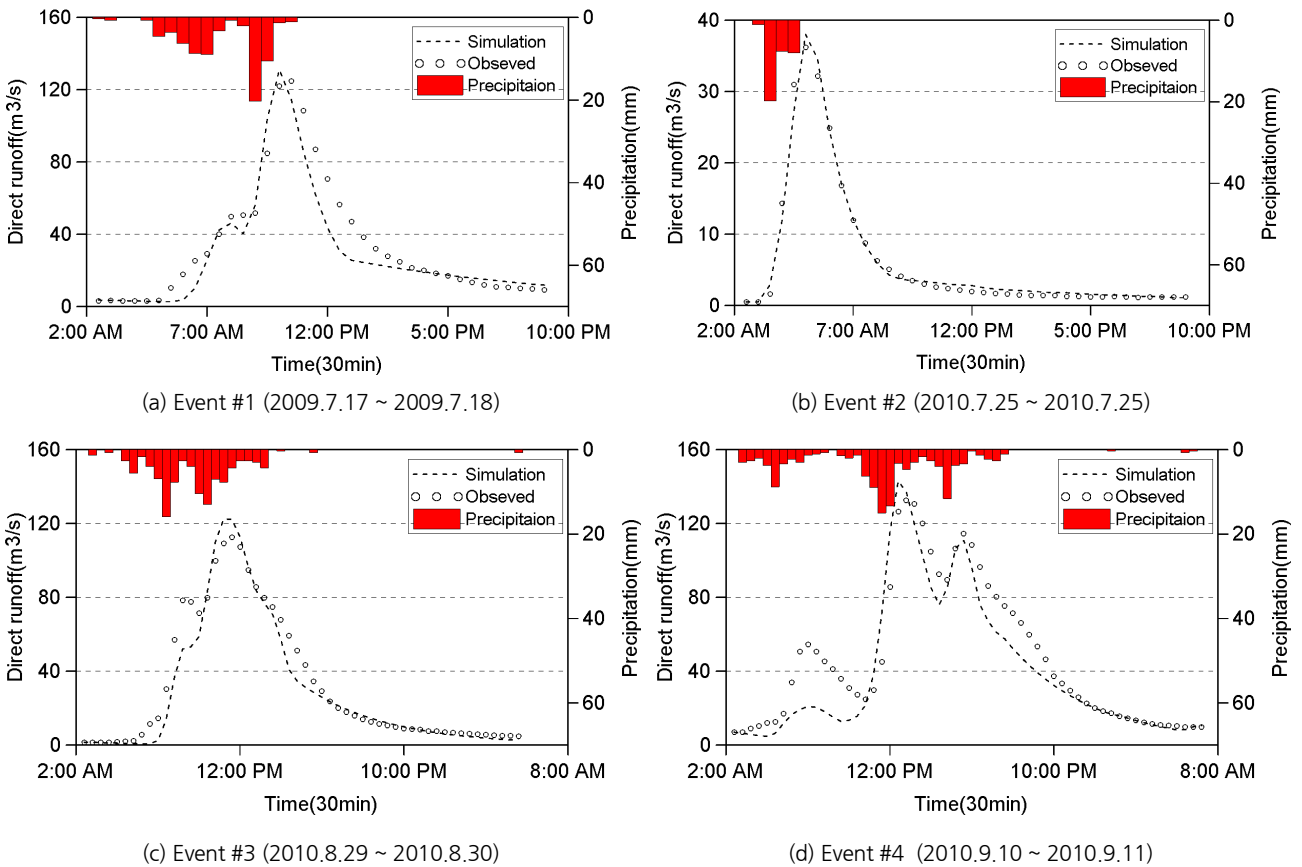 160
120
80
40
0
Direct runoff(m3/s)
0
20
40
60
Precipitation(mm)
Simulation
Obseved
Precipitaion
2:00 AM
7:00 AM
12:00 PM
5:00 PM
10:00 PM
Time(30min)
(a) Event #1 (2009.7.17 ~ 2009.7.18)
40
30
20
10
0
Direct runoff(m3/s)
0
20
40
60
Precipitation(mm)
Simulation
Obseved
Precipitaion
2:00 AM
7:00 AM
12:00 PM
5:00 PM
10:00 PM
Time(30min)
(b) Event #2 (2010.7.25 ~ 2010.7.25)
160
120
80
40
0
Direct runoff(m3/s)
0
20
40
60
Precipitation(mm)
Simulation
Obseved
Precipitaion
2:00 AM
12:00 PM
10:00 PM
8:00 AM
Time(30min)
(c) Event #3 (2010.8.29 ~ 2010.8.30)
160
120
80
40
0
Direct runoff(m3/s)
0
20
40
60
Precipitation(mm)
Simulation
Obseved
Precipitaion
2:00 AM
12:00 PM
10:00 PM
8:00 AM
Time(30min)
(d) Event #4 (2010.9.10 ~ 2010.9.11)